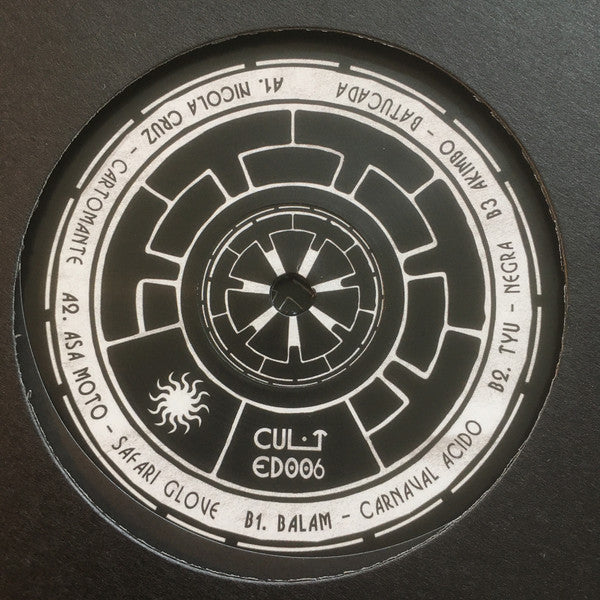 A1. NICOLA CRUZ – CARTOMANTE
A2. ASA MOTO – SAFARI GLOVE
B1. BALAM – CARNAVAL ACIDO
B2. TYU – NEGRA
B3 AKIMBO – BATUCADA
CUL·T
ED006